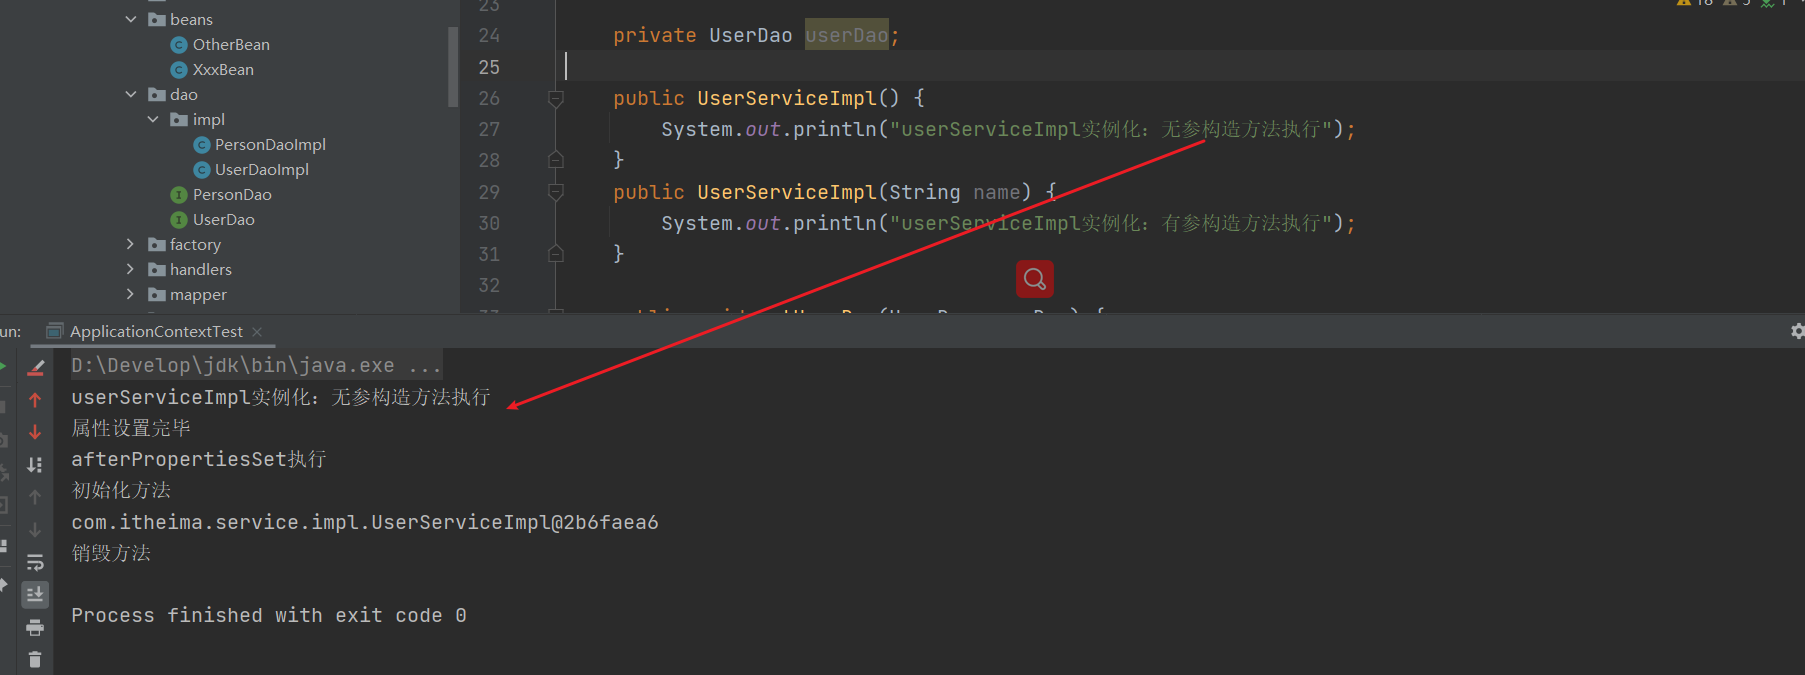 beans
OtherBean
XxxBean
dao
impl
PersonDaoImpl
UserDaoImpl
PersonDao
UserDao
factory
handlers
mapper
23
24 private UserDao userDao;
25
26 public UserServiceImpl() {
27 System.out.println("userServiceImpl实例化：无参构造方法执行");
28 }
29 public UserServiceImpl(String name) {
30 System.out.println("userServiceImpl实例化：有参构造方法执行");
31 }
32
un: ApplicationContextTest
D:\Develop\jdk\bin\java.exe ...
userServiceImpl实例化：无参构造方法执行
属性设置完毕
afterPropertiesSet执行
初始化方法
com.itheima.service.impl.UserServiceImpl@2b6faea6
销毁方法
Process finished with exit code 0